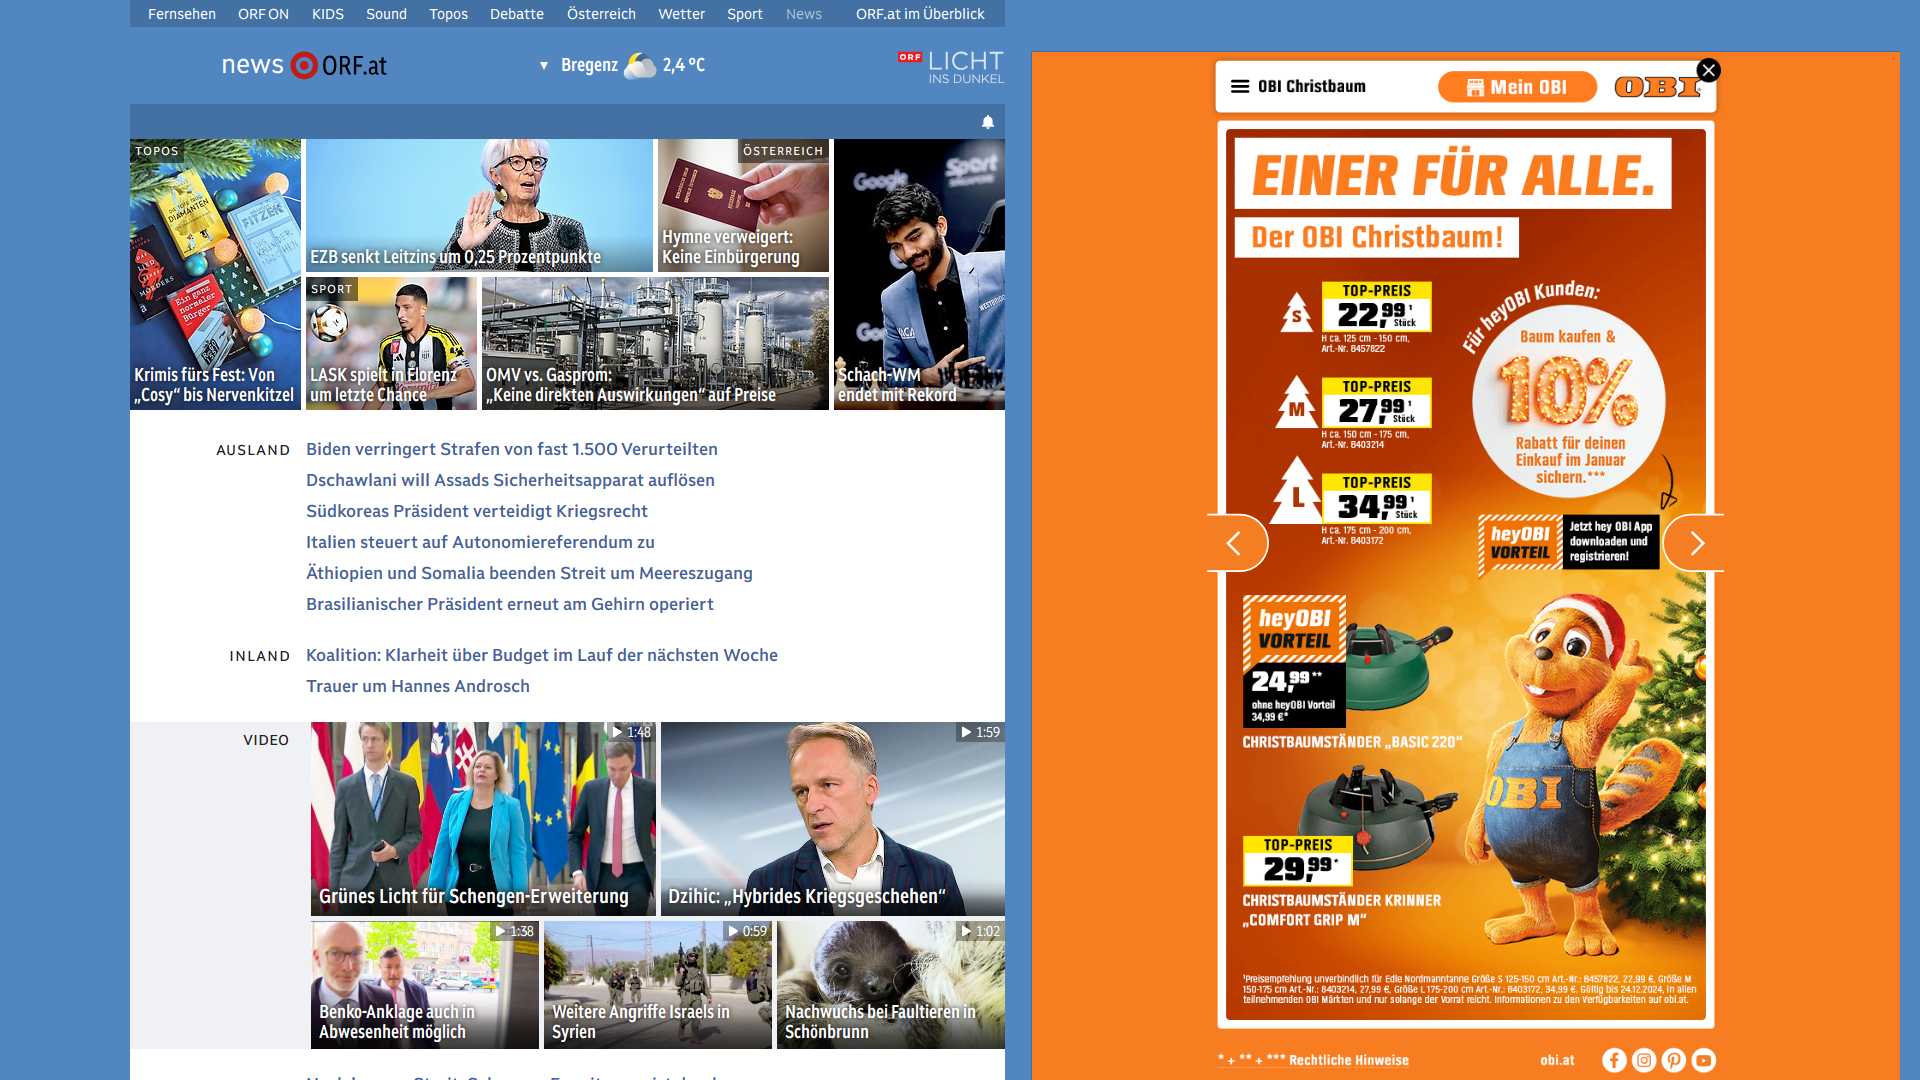 Fernsehen ORF ON KIDS Sound Topos Debatte Österreich Wetter Sport News ORF.at im Überblick
news ORF.at
Bregenz 2,4 °C
ORF LICHT
INS DUNKEL
TOPOS
Krimis fürs Fest: Von
„Cosy“ bis Nervenkitzel
EZB senkt Leitzins um 0,25 Prozentpunkte
ÖSTERREICH
Hymne verweigert:
Keine Einbürgerung
SPORT
LASK spielt in Florenz
um letzte Chance
OMV vs. Gasprom:
„Keine direkten Auswirkungen“ auf Preise
Google
Sport
Schach-WM
endet mit Rekord
AUSLAND
Biden verringert Strafen von fast 1.500 Verurteilten
Dschawlani will Assads Sicherheitsapparat auflösen
Südkoreas Präsident verteidigt Kriegsrecht
Italien steuert auf Autonomiereferendum zu
Äthiopien und Somalia beenden Streit um Meereszugang
Brasilianischer Präsident erneut am Gehirn operiert
INLAND
Koalition: Klarheit über Budget im Lauf der nächsten Woche
Trauer um Hannes Androsch
VIDEO
1:48
Grünes Licht für Schengen-Erweiterung
1:59
Dzihic: „Hybrides Kriegsgeschehen“
1:38
Benko-Anklage auch in
Abwesenheit möglich
0:59
Weitere Angriffe Israels in
Syrien
1:02
Nachwuchs bei Faultieren in
Schönbrunn
OBI Christbaum
Mein OBI
OBI
EINER FÜR ALLE.
Der OBI Christbaum!
S
TOP-PREIS
22,99¹
Stück
H ca. 125 cm - 150 cm,
Art.-Nr. 8457822
M
TOP-PREIS
27,99¹
Stück
H ca. 150 cm - 175 cm,
Art.-Nr. 8403214
L
TOP-PREIS
34,99¹
Stück
H ca. 175 cm - 200 cm,
Art.-Nr. 8403172
Für heyOBI Kunden:
Baum kaufen &
10%
Rabatt für deinen
Einkauf im Januar
sichern.***
heyOBI
VORTEIL
Jetzt hey OBI App
downloaden und
registrieren!
heyOBI
VORTEIL
24,99**
ohne heyOBI Vorteil
34,99 €*
CHRISTBAUMSTÄNDER „BASIC 220“
OBI
TOP-PREIS
29,99*
CHRISTBAUMSTÄNDER KRINNER
„COMFORT GRIP M“
¹Preisempfehlung unverbindlich für Edle Nordmanntanne Größe S 125-150 cm Art.-Nr.: 8457822, 22,99 €, Größe M
150-175 cm Art.-Nr.: 8403214, 27,99 €, Größe L 175-200 cm Art.-Nr.: 8403172, 34,99 €. Gültig bis 24.12.2024, in allen
teilnehmenden OBI Märkten und nur solange der Vorrat reicht. Informationen zu den Verfügbarkeiten auf obi.at.
* + ** + *** Rechtliche Hinweise
obi.at